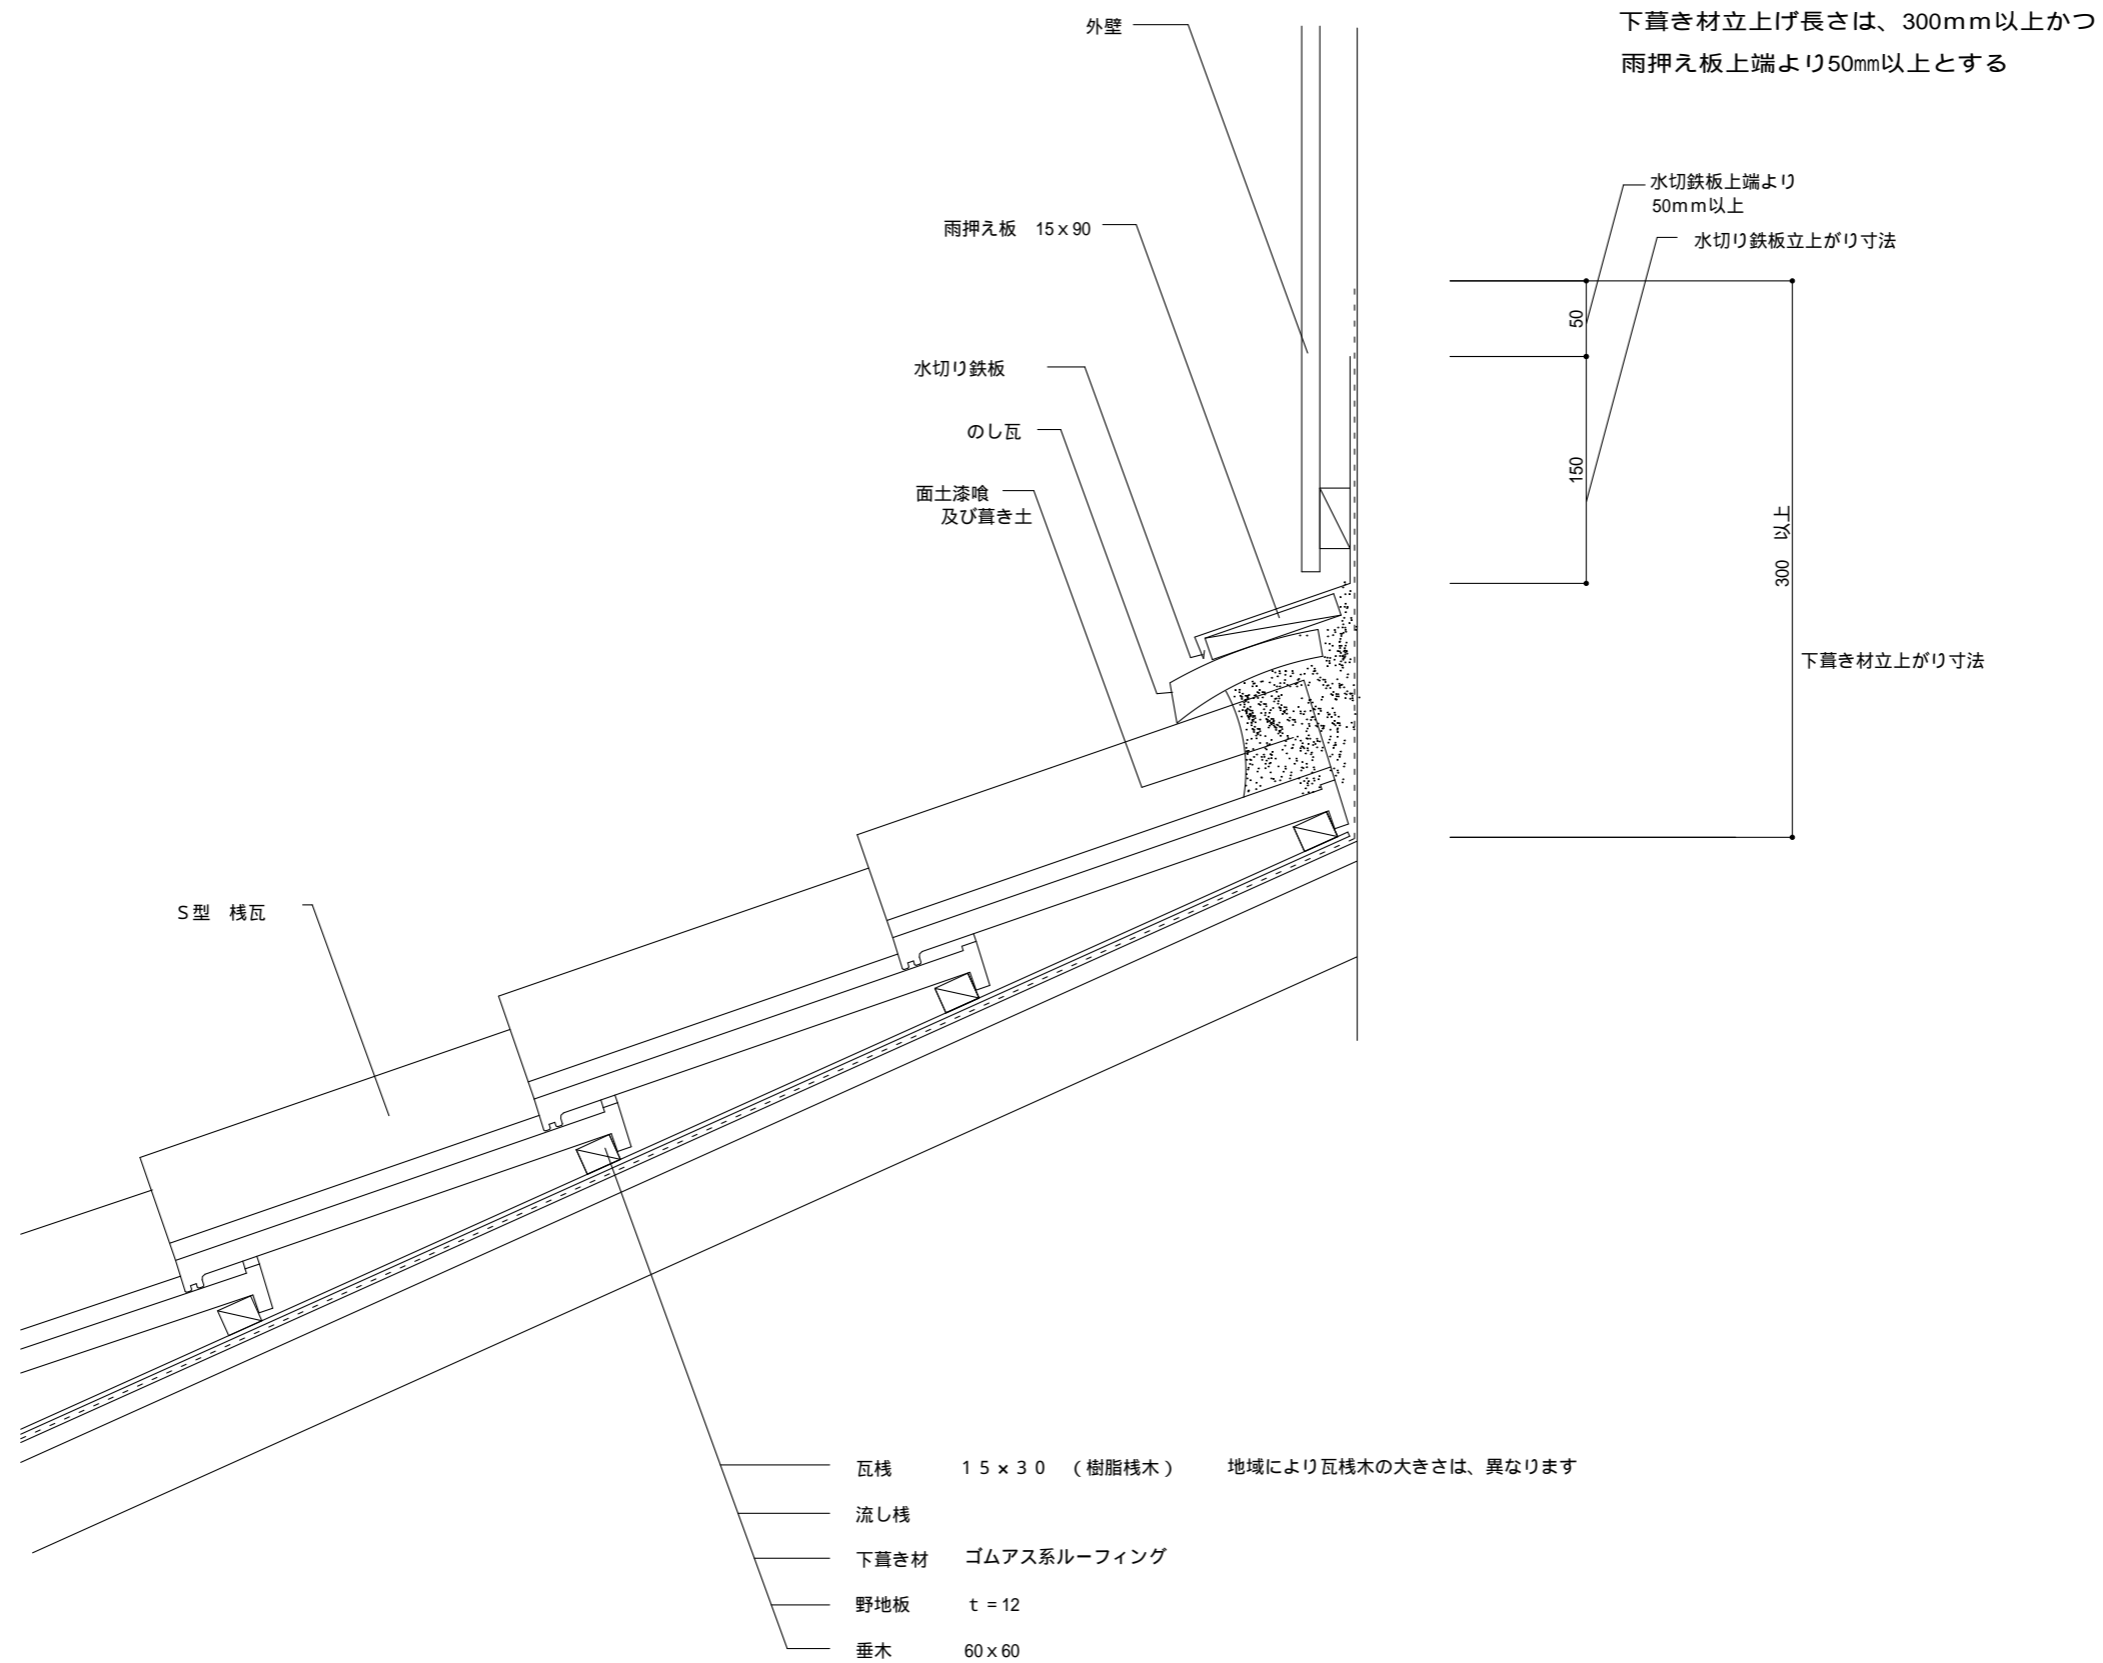 下葺き材立上げ長さは、300ｍｍ以上かつ
雨押え板上端より50㎜以上とする
外壁
水切鉄板上端より
50ｍｍ以上
水切り鉄板立上がり寸法
雨押え板　15ｘ90
50
水切り鉄板
のし瓦
150
面土漆喰
及び葺き土
300　以上
下葺き材立上がり寸法
Ｓ型　桟瓦
瓦桟　１５×３０　（樹脂桟木）　地域により瓦桟木の大きさは、異なります
流し桟
下葺き材　ゴムアス系ルーフィング
野地板　ｔ＝12
垂木　60ｘ60